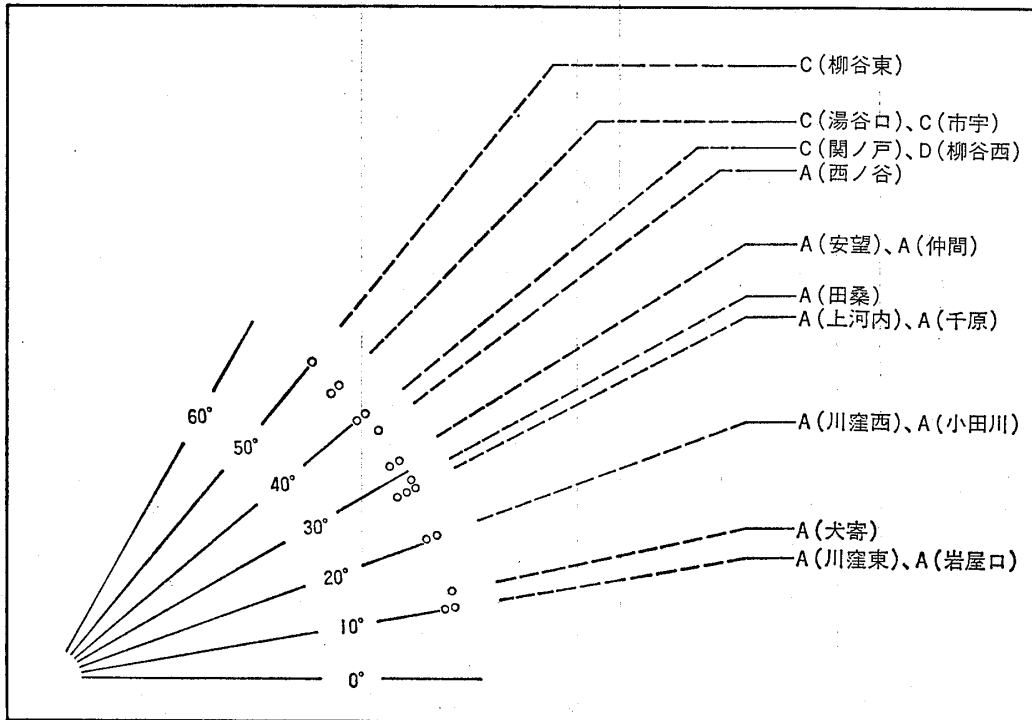 C(柳谷東)
C(湯谷口)、C(市宇)
C(関ノ戸)、D(柳谷西)
A(西ノ谷)
A(安望)、A(仲間)
A(田桑)
A(上河内)、A(千原)
A(川窪西)、A(小田川)
A(犬寄)
A(川窪東)、A(岩屋口)
60°
50°
40°
30°
20°
10°
0°